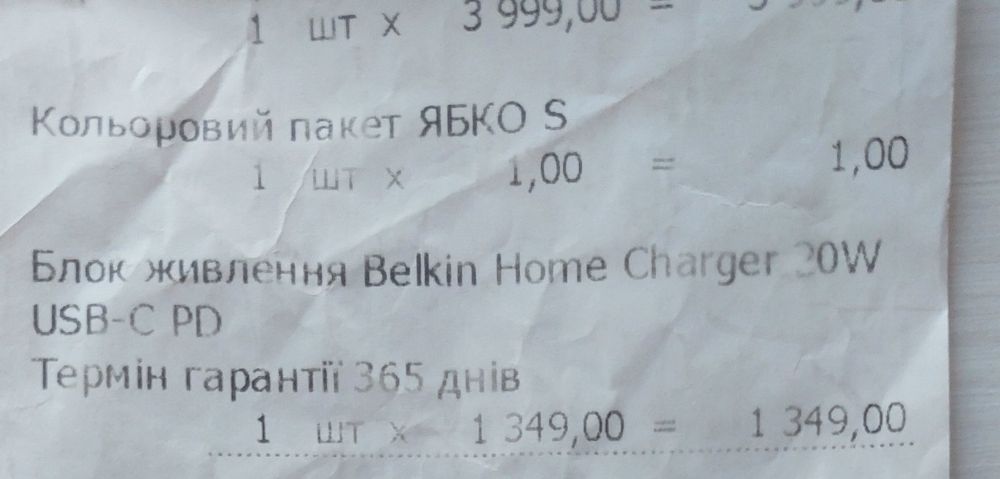 1 шт х 3 999,00 =
Кольоровий пакет ЯБКО S
1 шт х 1,00 = 1,00
Блок живлення Belkin Home Charger 20W
USB-C PD
Термін гарантії 365 днів
1 шт х 1 349,00 = 1 349,00